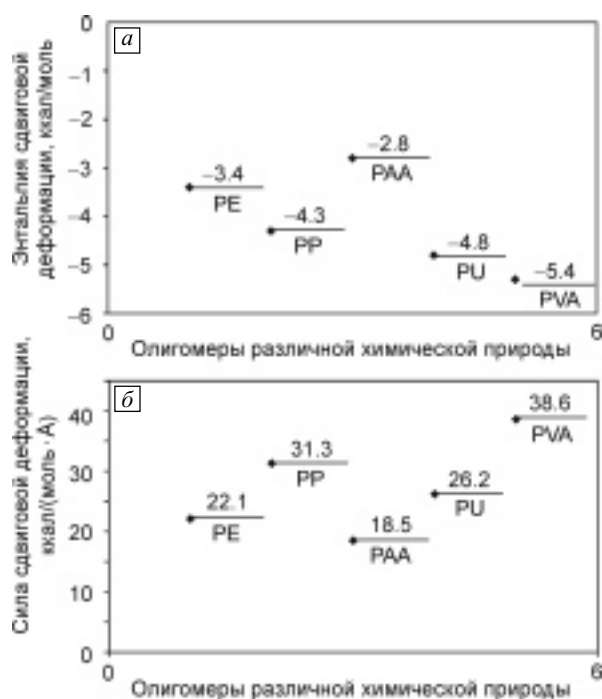 а
Энтальпия сдвиговой
деформации, ккал/моль
0
−1
−2
−3
−4
−5
−6
−3.4
PE
−4.3
PP
−2.8
PAA
−4.8
PU
−5.4
PVA
0
6
Олигомеры различной химической природы
б
Сила сдвиговой деформации,
ккал/(моль · А)
40
30
20
10
0
22.1
PE
31.3
PP
18.5
PAA
26.2
PU
38.6
PVA
0
6
Олигомеры различной химической природы